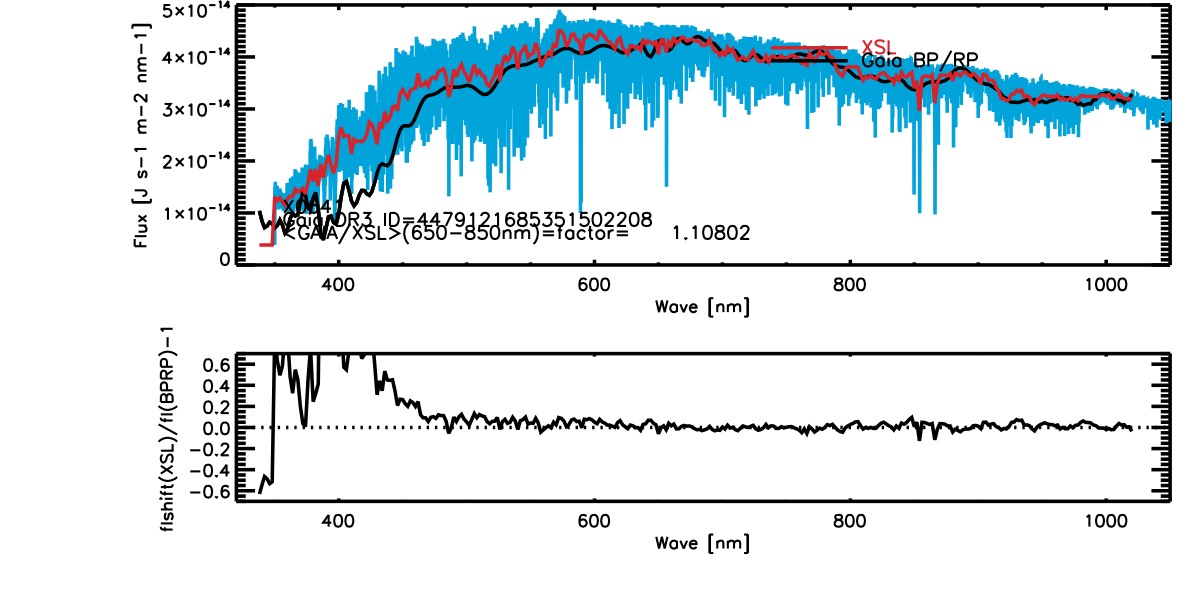 5×10−14
4×10−14
3×10−14
2×10−14
1×10−14
0
Flux [J s−1 m−2 nm−1]
XSL
Gaia BP/RP
X064
Gaia DR3 ID=4479121685351502208
<GAIA/XSL>(650−850nm)=factor= 1.10802
400 600 800 1000
Wave [nm]
0.6
0.4
0.2
0.0
−0.2
−0.4
−0.6
flshift(XSL)/fl(BPRP)−1
400 600 800 1000
Wave [nm]